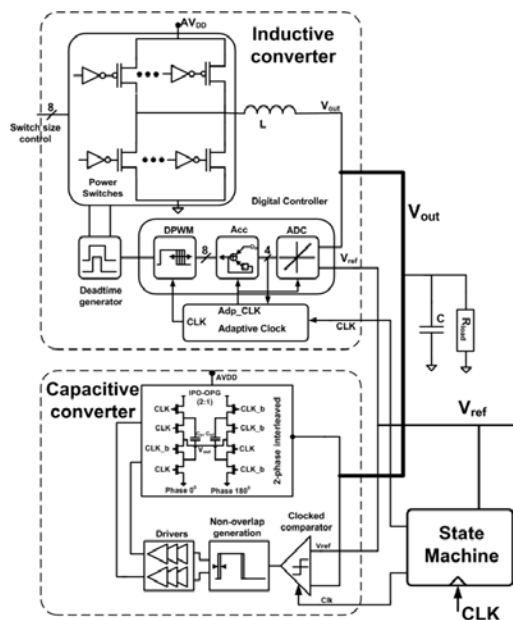 AVDD
Inductive
converter
8
Switch size
control
L
Vout
Power
Switches
Digital Controller
DPWM
Acc
ADC
8
4
Vref
Deadtime
generator
Adp_CLK
CLK
Adaptive Clock
CLK
Vout
C
Rload
Vref
Capacitive
converter
AVDD
IPO-OPG
(2:1)
CLK
CLK_b
CLK
CLK_b
CLK_b
Vout
CLK
CLK
CLK_b
Phase 0°
Phase 180°
2-phase interleaved
Drivers
Non-overlap
generation
Clocked
comparator
Vref
Clk
State
Machine
CLK